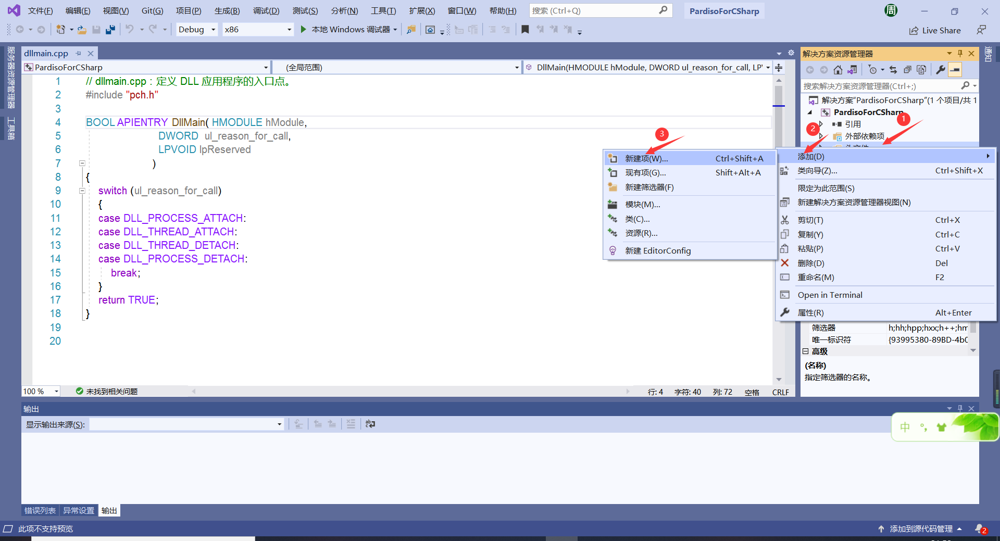 文件(F) 编辑(E) 视图(V) Git(G) 项目(P) 生成(B) 调试(D) 测试(S) 分析(N) 工具(T) 扩展(X) 窗口(W) 帮助(H) 搜索 (Ctrl+Q) PardisoForCSharp 周
Debug x86 本地 Windows 调试器 Live Share
服务器资源管理器
工具箱
dllmain.cpp
PardisoForCSharp (全局范围) DllMain(HMODULE hModule, DWORD ul_reason_for_call, LP
1 // dllmain.cpp : 定义 DLL 应用程序的入口点。
2 #include "pch.h"
3
4 BOOL APIENTRY DllMain( HMODULE hModule,
5 DWORD ul_reason_for_call,
6 LPVOID lpReserved
7 )
8 {
9 switch (ul_reason_for_call)
10 {
11 case DLL_PROCESS_ATTACH:
12 case DLL_THREAD_ATTACH:
13 case DLL_THREAD_DETACH:
14 case DLL_PROCESS_DETACH:
15 break;
16 }
17 return TRUE;
18 }
19
20
100 % 未找到相关问题 行: 4 字符: 40 列: 72 空格 CRLF
解决方案资源管理器
搜索解决方案资源管理器(Ctrl+;)
解决方案"PardisoForCSharp"(1 个项目/共 1
PardisoForCSharp
引用
外部依赖项
头文件
1
2
3
新建项(W)... Ctrl+Shift+A
现有项(G)... Shift+Alt+A
新建筛选器(F)
模块(M)...
类(C)...
资源(R)...
新建 EditorConfig
添加(D)
类向导(Z)... Ctrl+Shift+X
限定为此范围(S)
新建解决方案资源管理器视图(N)
剪切(T) Ctrl+X
复制(Y) Ctrl+C
粘贴(P) Ctrl+V
删除(D) Del
重命名(M) F2
Open in Terminal
属性(R) Alt+Enter
筛选器 h;hh;hpp;hxx;h++;hm
唯一标识符 {93995380-89BD-4b0
高级
(名称)
指定筛选器的名称。
通知
输出
显示输出来源(S):
中 °,
错误列表 异常设置 输出
此项不支持预览 添加到源代码管理 2